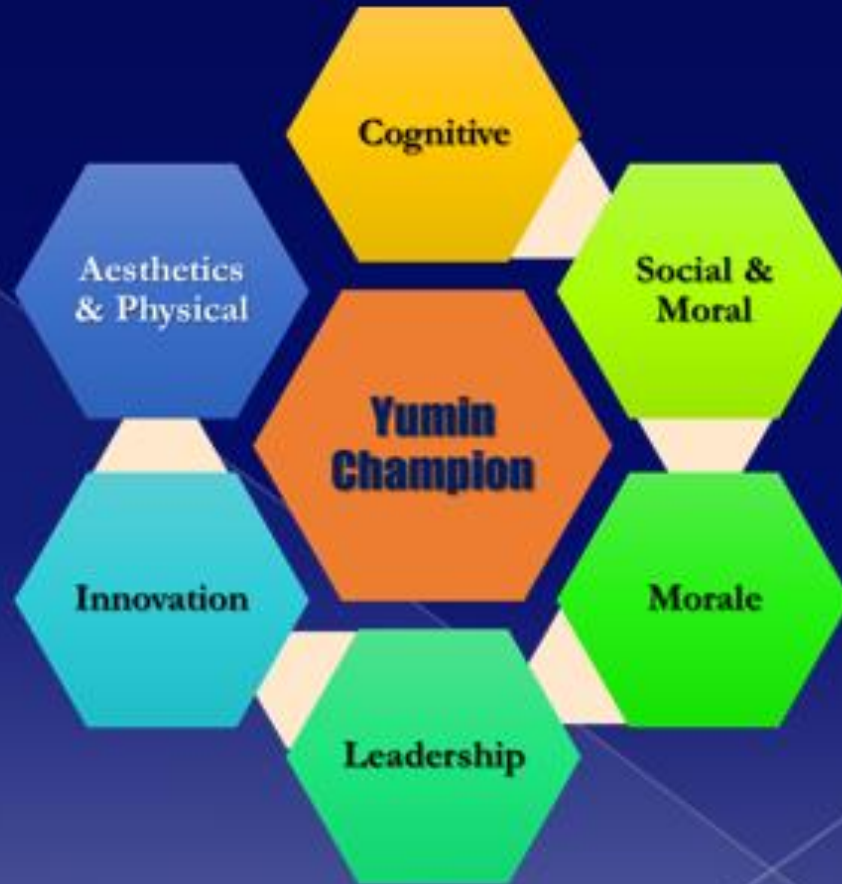 Cognitive
Aesthetics
& Physical
Social &
Moral
Yumin
Champion
Innovation
Morale
Leadership